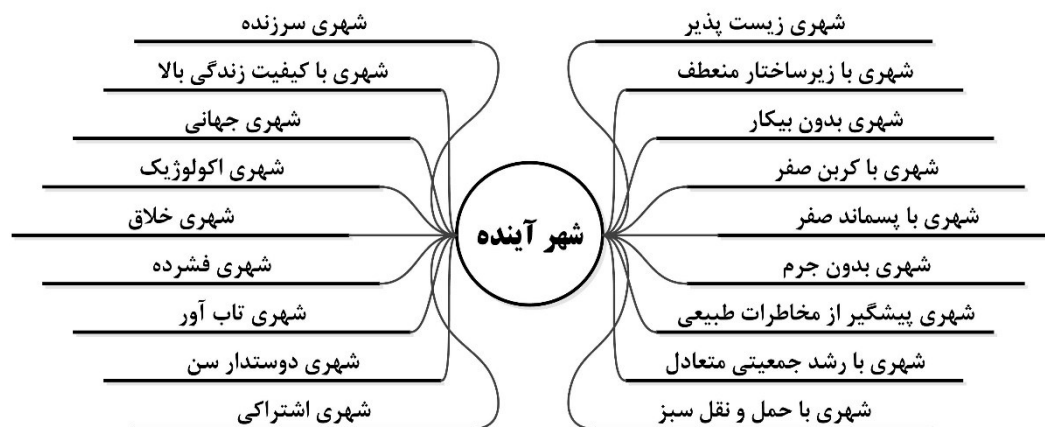 شهر آینده
شهری زیست پذیر
شهری با زیرساختار منعطف
شهری بدون بیکار
شهری با کربن صفر
شهری با پسماند صفر
شهری بدون جرم
شهری پیشگیر از مخاطرات طبیعی
شهری با رشد جمعیتی متعادل
شهری با حمل و نقل سبز
شهری سرزنده
شهری با کیفیت زندگی بالا
شهری جهانی
شهری اکولوژیک
شهری خلاق
شهری فشرده
شهری تاب آور
شهری دوستدار سن
شهری اشتراکی